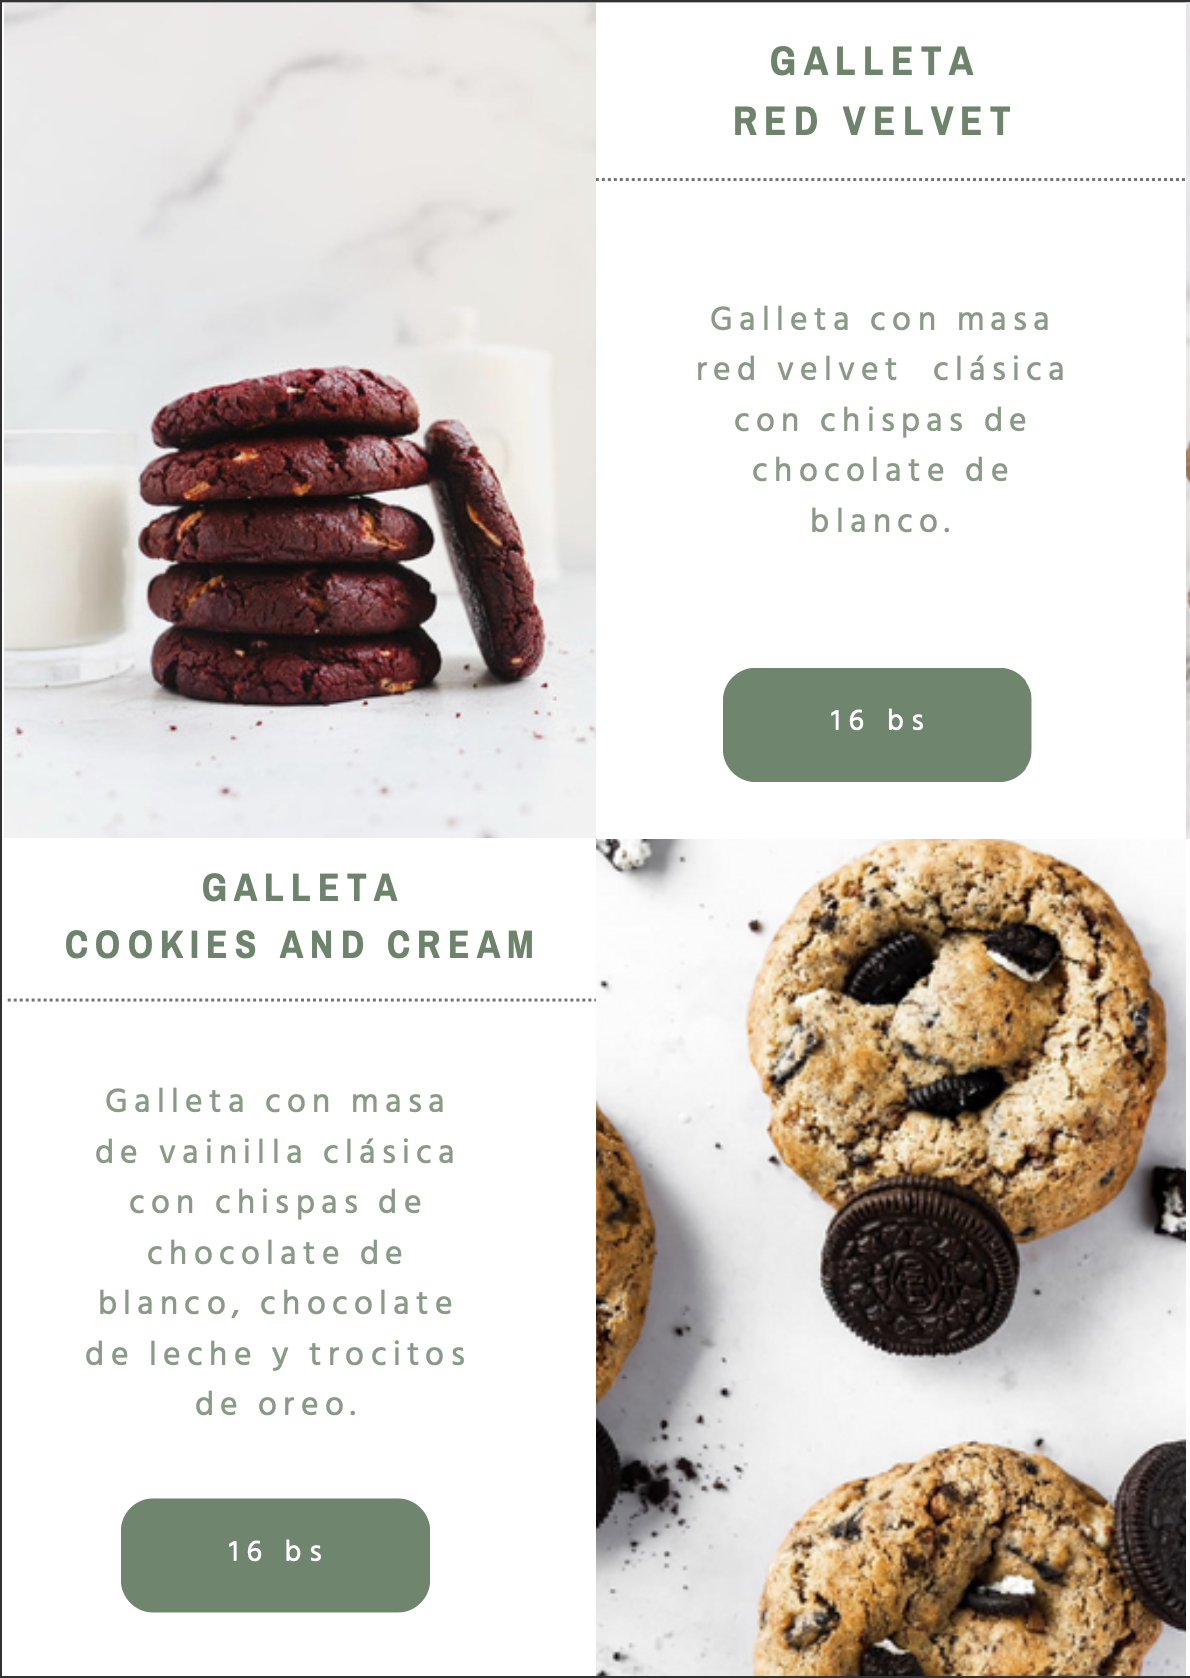 GALLETA
RED VELVET
Galleta con masa
red velvet clásica
con chispas de
chocolate de
blanco.
16 bs
GALLETA
COOKIES AND CREAM
Galleta con masa
de vainilla clásica
con chispas de
chocolate de
blanco, chocolate
de leche y trocitos
de oreo.
16 bs